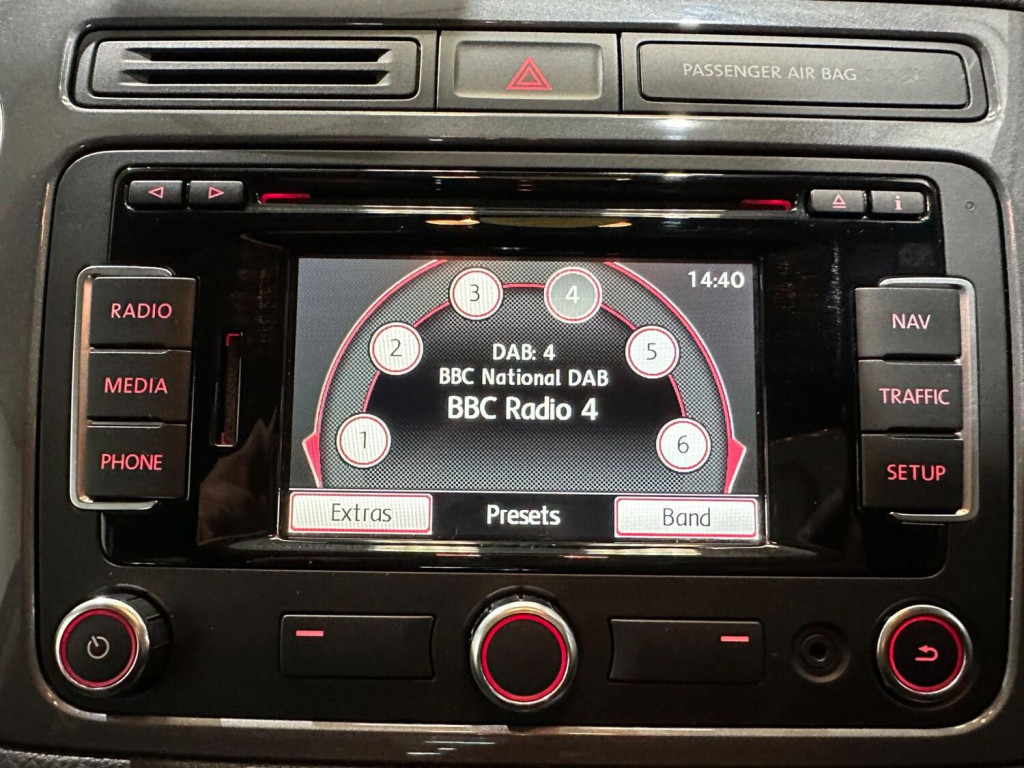 PASSENGER AIR BAG
i
RADIO
MEDIA
PHONE
14:40
1
2
3
4
5
6
DAB: 4
BBC National DAB
BBC Radio 4
Extras
Presets
Band
NAV
TRAFFIC
SETUP